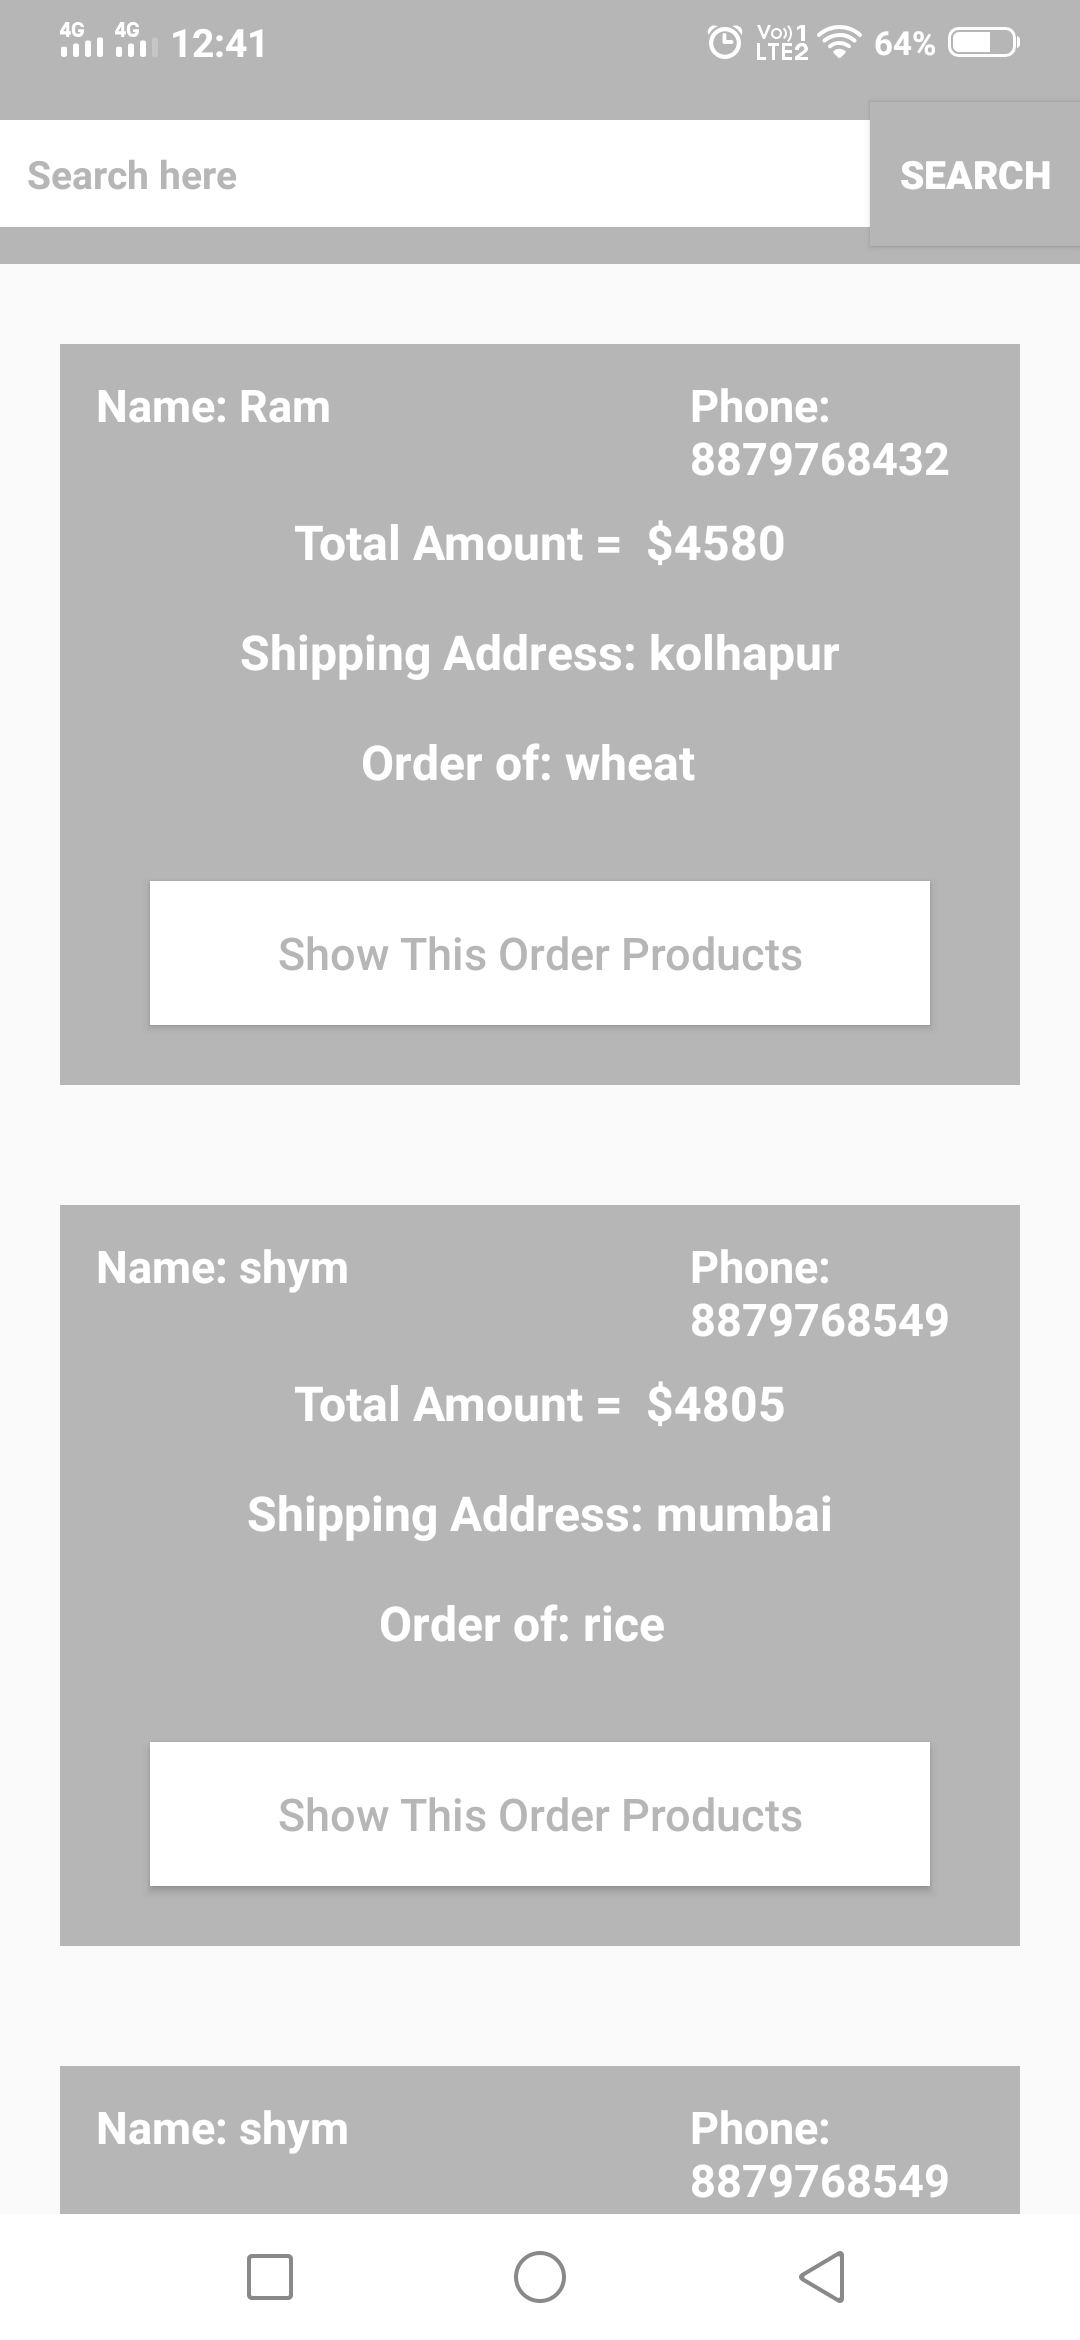 4G 4G 12:41 Vo)) 1 LTE2 64%
Search here SEARCH
Name: Ram Phone: 8879768432
Total Amount = $4580
Shipping Address: kolhapur
Order of: wheat
Show This Order Products
Name: shym Phone: 8879768549
Total Amount = $4805
Shipping Address: mumbai
Order of: rice
Show This Order Products
Name: shym Phone: 8879768549